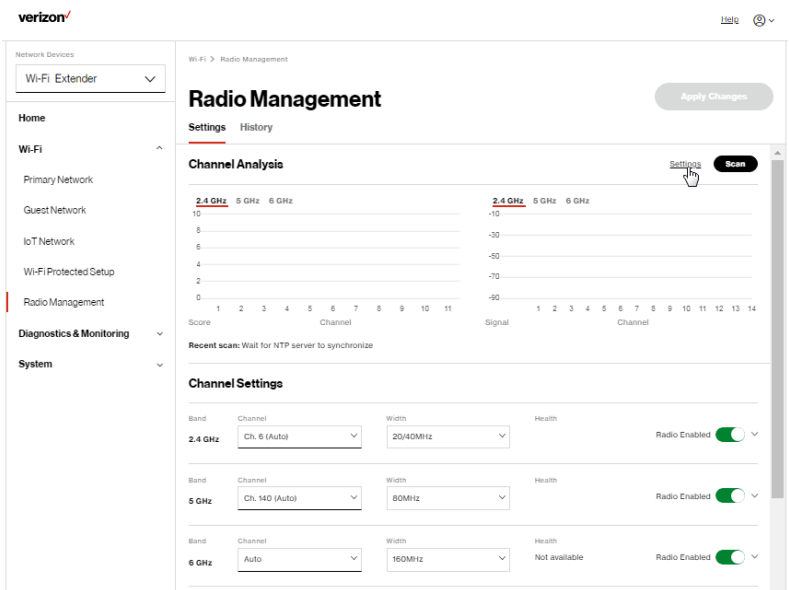 verizon
Help
Network Devices
Wi-Fi Extender
Home
Wi-Fi
Primary Network
Guest Network
IoT Network
Wi-Fi Protected Setup
Radio Management
Diagnostics & Monitoring
System
Wi-Fi > Radio Management
Radio Management
Apply Changes
Settings History
Channel Analysis
Settings Scan
2.4 GHz 5 GHz 6 GHz
10
8
6
4
2
0
1 2 3 4 5 6 7 8 9 10 11
Score Channel
2.4 GHz 5 GHz 6 GHz
-10
-30
-50
-70
-90
1 2 3 4 5 6 7 8 9 10 11 12 13 14
Signal Channel
Recent scan: Wait for NTP server to synchronize
Channel Settings
Band Channel Width Health
2.4 GHz Ch. 6 (Auto) 20/40MHz Radio Enabled
Band Channel Width Health
5 GHz Ch. 140 (Auto) 80MHz Radio Enabled
Band Channel Width Health
6 GHz Auto 160MHz Not available Radio Enabled